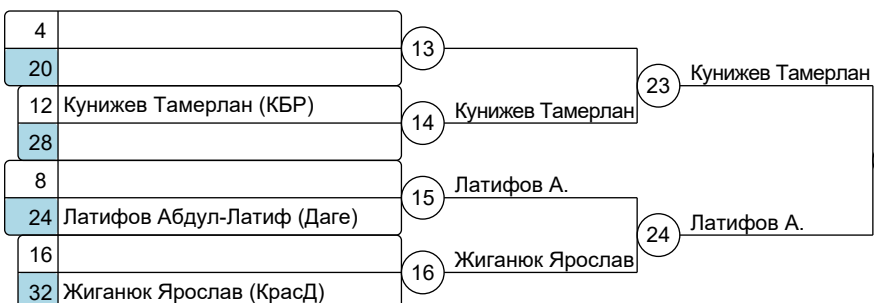 4
20
13
12 Кунижев Тамерлан (КБР)
28
14
Кунижев Тамерлан
23
Кунижев Тамерлан
8
24 Латифов Абдул-Латиф (Даге)
15
Латифов А.
16
32 Жиганюк Ярослав (КрасД)
16
Жиганюк Ярослав
24
Латифов А.